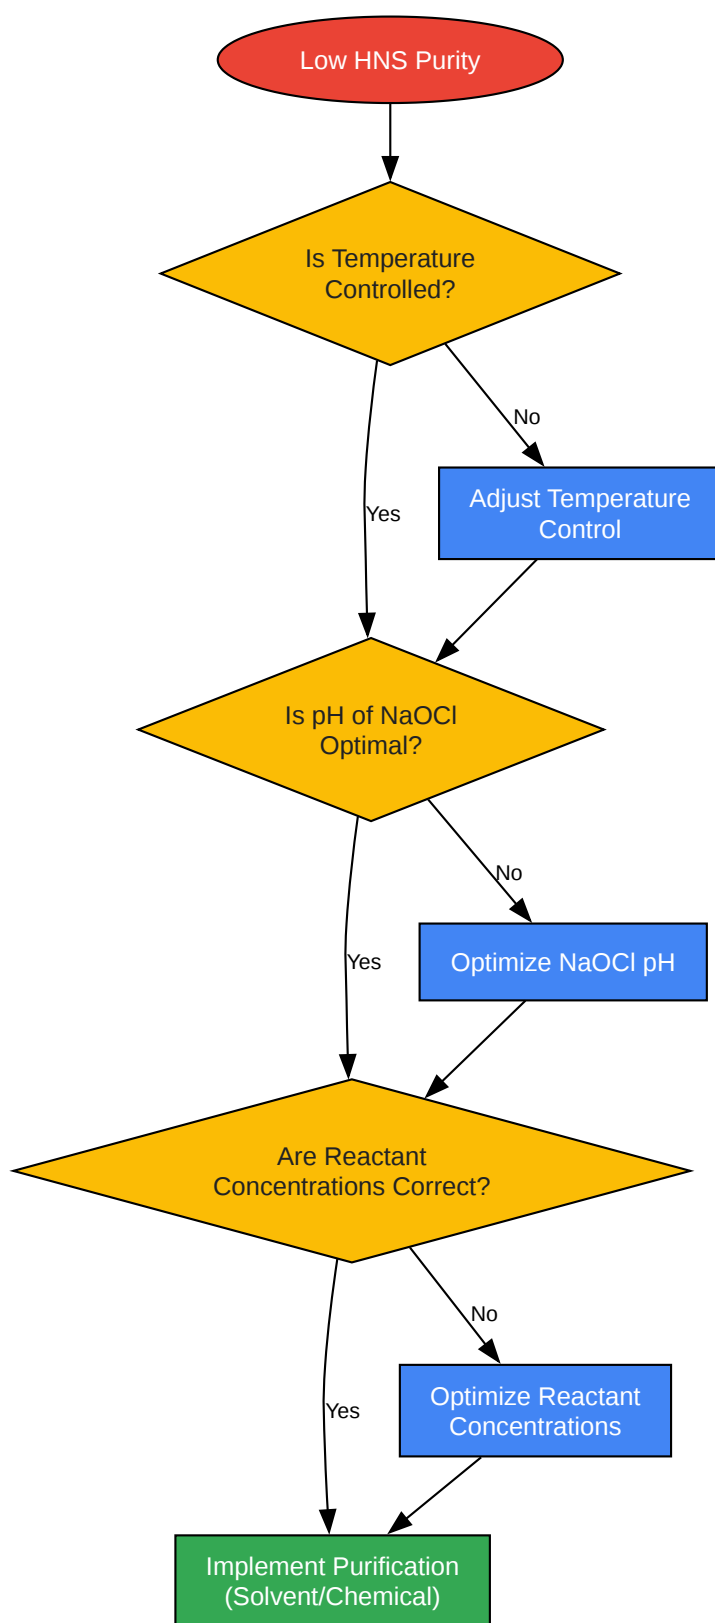 Low HNS Purity
Is Temperature
Controlled?
No
Adjust Temperature
Control
Yes
Is pH of NaOCl
Optimal?
No
Optimize NaOCl pH
Yes
Are Reactant
Concentrations Correct?
No
Optimize Reactant
Concentrations
Yes
Implement Purification
(Solvent/Chemical)